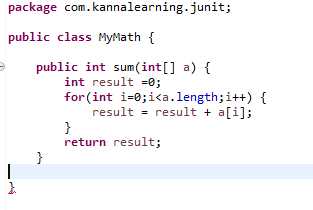 package com.kannalearning.junit;
public class MyMath {
public int sum(int[] a) {
int result =0;
for(int i=0;i<a.length;i++) {
result = result + a[i];
}
return result;
}
}